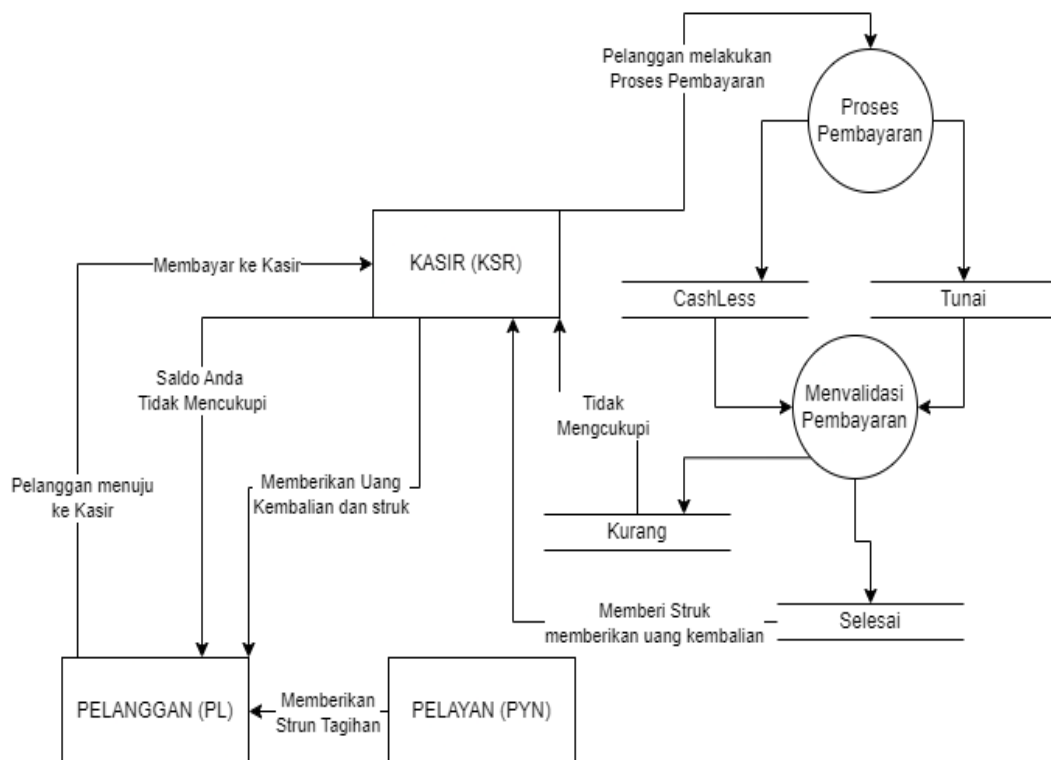 Pelanggan melakukan
Proses Pembayaran
Proses
Pembayaran
KASIR (KSR)
Membayar ke Kasir
CashLess
Tunai
Saldo Anda
Tidak Mencukupi
Tidak
Mengcukupi
Menvalidasi
Pembayaran
Pelanggan menuju
ke Kasir
Memberikan Uang
Kembalian dan struk
Kurang
Memberi Struk
memberikan uang kembalian
Selesai
PELANGGAN (PL)
Memberikan
Strun Tagihan
PELAYAN (PYN)